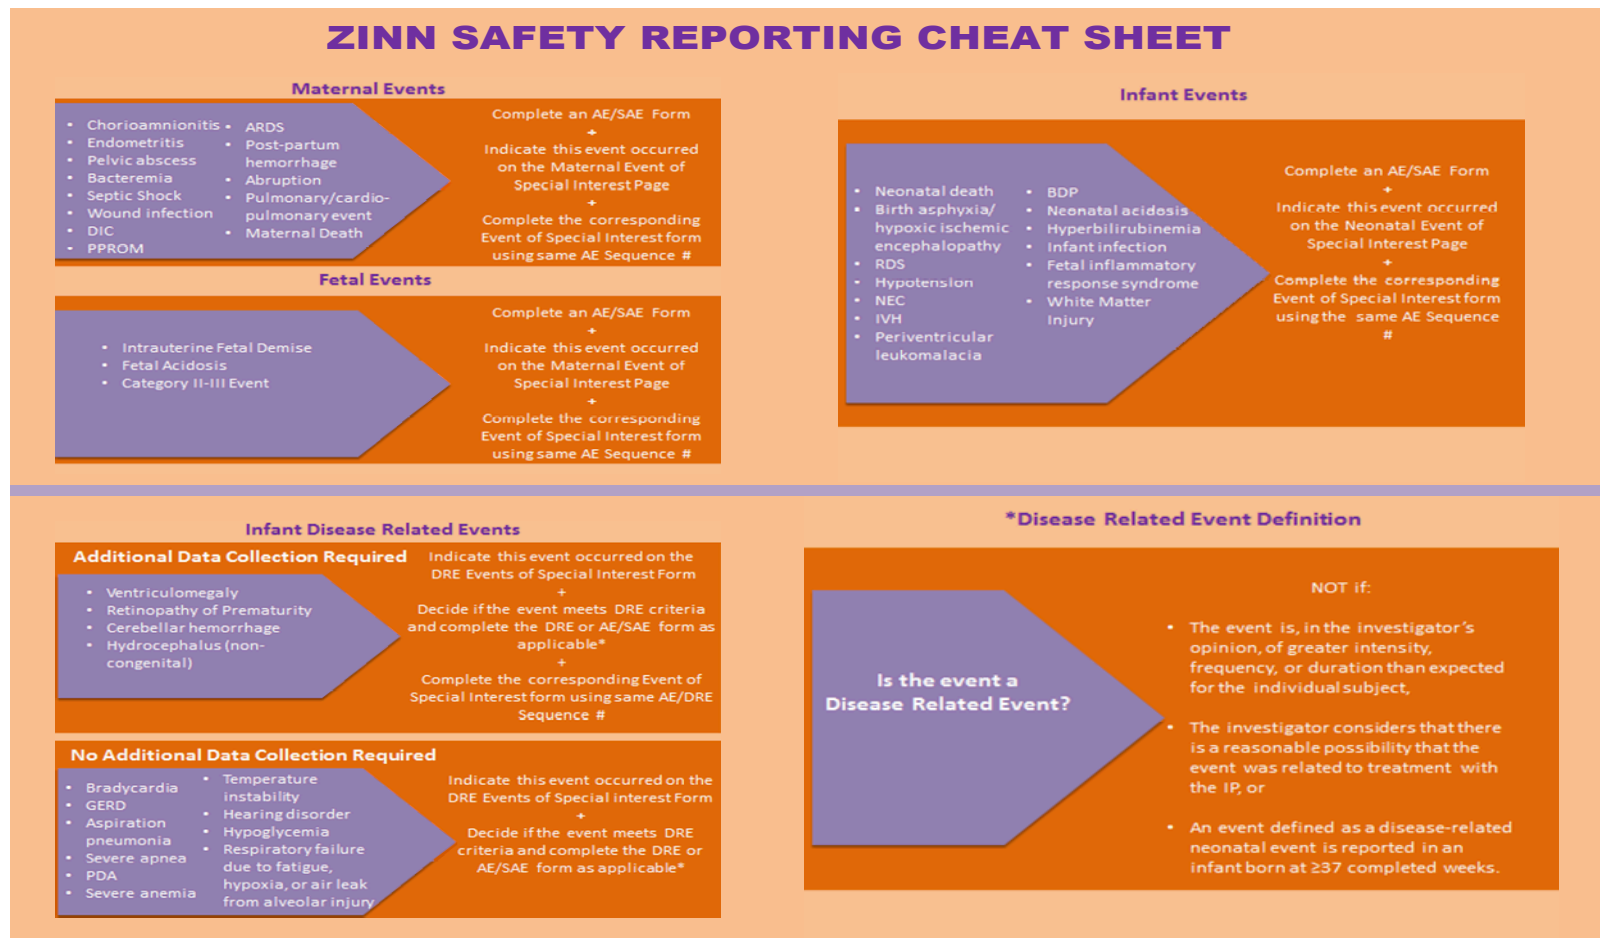 ZINN SAFETY REPORTING CHEAT SHEET
Maternal Events
• Chorioamnionitis
• Endometritis
• Pelvic abscess
• Bacteremia
• Septic Shock
• Wound infection
• DIC
• PPROM
• ARDS
• Post-partum
hemorrhage
• Abruption
• Pulmonary/cardio-
pulmonary event
• Maternal Death
Complete an AE/SAE Form
+
Indicate this event occurred
on the Maternal Event of
Special Interest Page
+
Complete the corresponding
Event of Special Interest form
using same AE Sequence #
Fetal Events
• Intrauterine Fetal Demise
• Fetal Acidosis
• Category II-III Event
Complete an AE/SAE Form
+
Indicate this event occurred
on the Maternal Event of
Special Interest Page
+
Complete the corresponding
Event of Special Interest form
using same AE Sequence #
Infant Events
• Neonatal death
• Birth asphyxia/
hypoxic ischemic
encephalopathy
• RDS
• Hypotension
• NEC
• IVH
• Periventricular
leukomalacia
• BDP
• Neonatal acidosis
• Hyperbilirubinemia
• Infant infection
• Fetal inflammatory
response syndrome
• White Matter
Injury
Complete an AE/SAE Form
+
Indicate this event occurred
on the Neonatal Event of
Special Interest Page
+
Complete the corresponding
Event of Special Interest form
using the same AE Sequence
#
Infant Disease Related Events
Additional Data Collection Required
• Ventriculomegaly
• Retinopathy of Prematurity
• Cerebellar hemorrhage
• Hydrocephalus (non-
congenital)
Indicate this event occurred on the
DRE Events of Special Interest Form
+
Decide if the event meets DRE criteria
and complete the DRE or AE/SAE form as
applicable*
+
Complete the corresponding Event of
Special Interest form using same AE/DRE
Sequence #
No Additional Data Collection Required
• Bradycardia
• GERD
• Aspiration
pneumonia
• Severe apnea
• PDA
• Severe anemia
• Temperature
instability
• Hearing disorder
• Hypoglycemia
• Respiratory failure
due to fatigue,
hypoxia, or air leak
from alveolar injury
Indicate this event occurred on the
DRE Events of Special interest Form
+
Decide if the event meets DRE
criteria and complete the DRE or
AE/SAE form as applicable*
*Disease Related Event Definition
Is the event a
Disease Related Event?
NOT if:
• The event is, in the investigator’s
opinion, of greater intensity,
frequency, or duration than expected
for the individual subject,
• The investigator considers that there
is a reasonable possibility that the
event was related to treatment with
the IP, or
• An event defined as a disease-related
neonatal event is reported in an
infant born at ≥37 completed weeks.